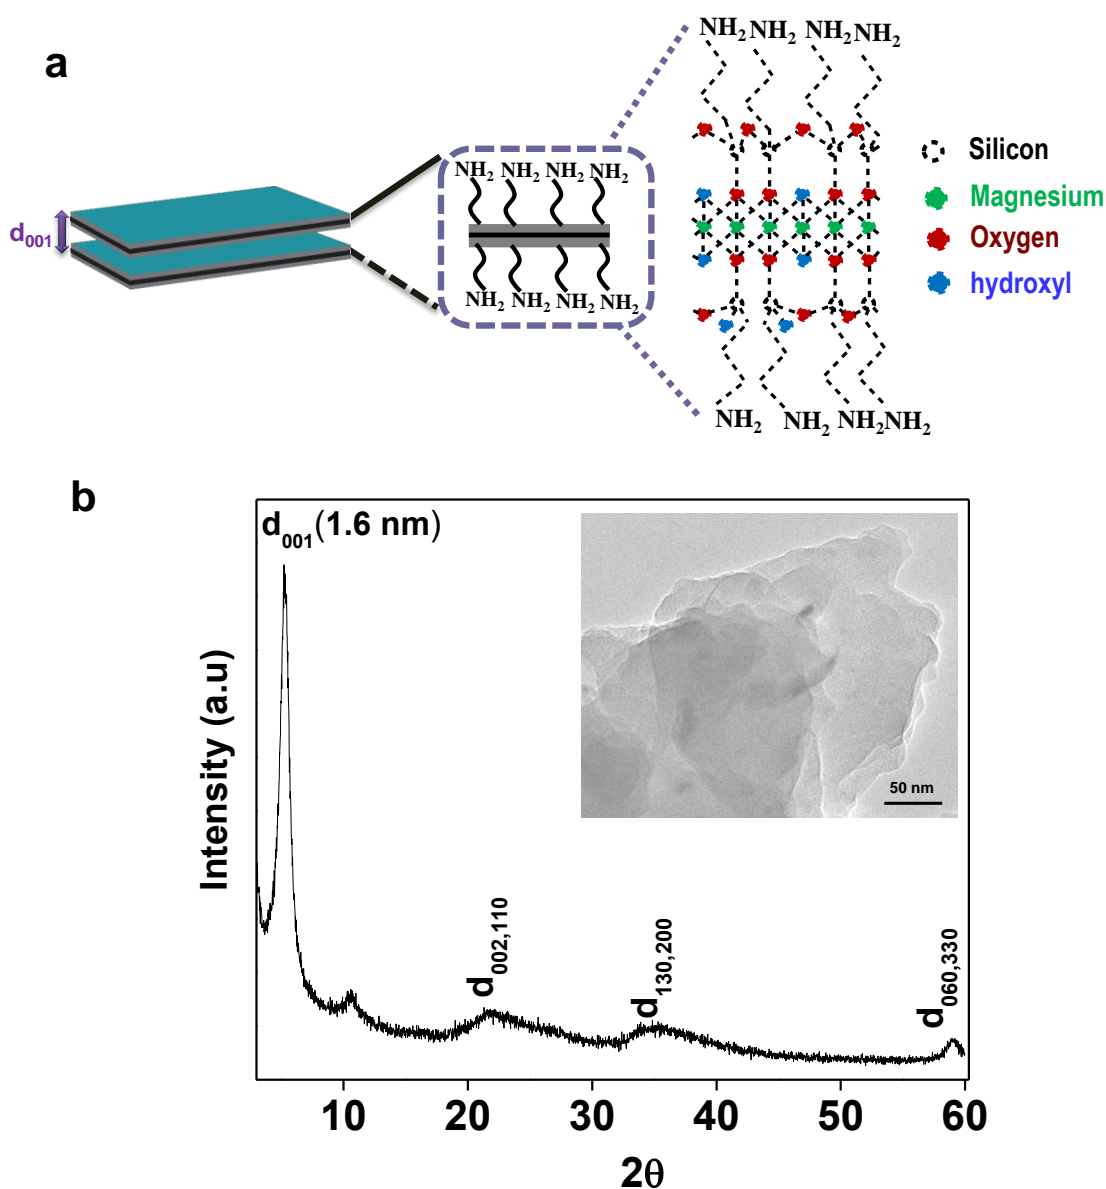 a
NH2 NH2 NH2 NH2
NH2 NH2 NH2 NH2
d001
NH2 NH2 NH2 NH2
NH2 NH2 NH2 NH2
Silicon
Magnesium
Oxygen
hydroxyl
b
d001(1.6 nm)
50 nm
Intensity (a.u)
d002,110
d130,200
d060,330
10 20 30 40 50 60
2θ